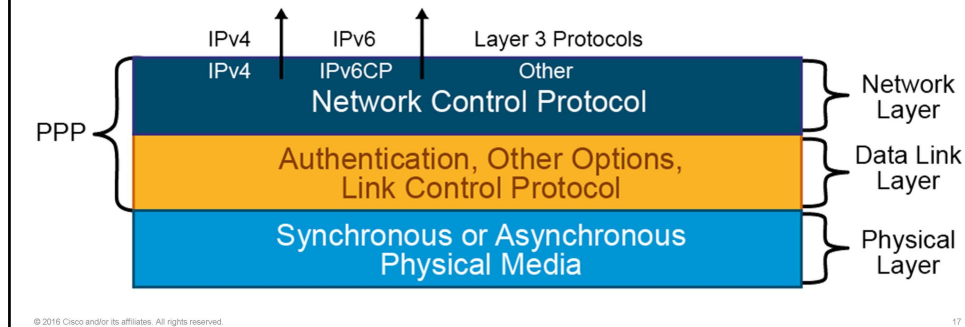 IPv4 IPv6 Layer 3 Protocols
IPv4 IPv6CP Other
Network Control Protocol
Network
Layer
PPP
Authentication, Other Options,
Link Control Protocol
Data Link
Layer
Synchronous or Asynchronous
Physical Media
Physical
Layer
© 2016 Cisco and/or its affiliates. All rights reserved.
17